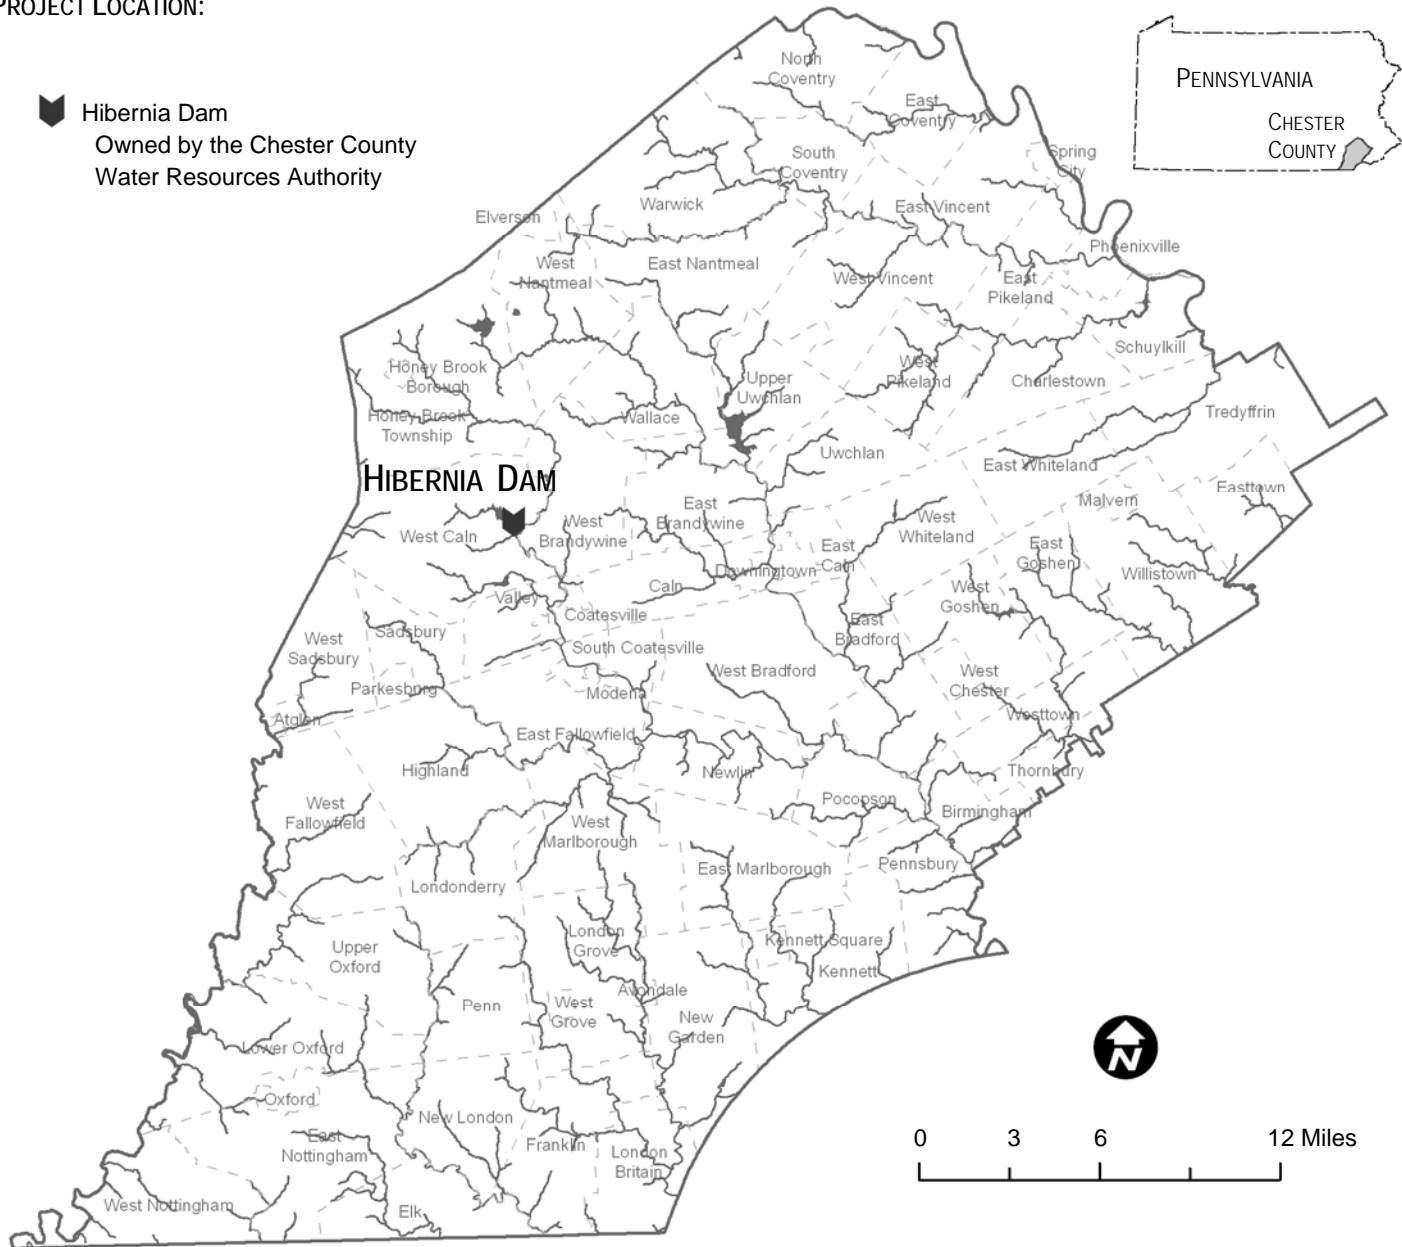 PROJECT LOCATION:
Hibernia Dam
Owned by the Chester County
Water Resources Authority
PENNSYLVANIA
CHESTER
COUNTY
North
Coventry
East
Coventry
South
Coventry
Spring
City
Warwick
East Vincent
Elverson
Phoenixville
West
Nantmeal
East Nantmeal
West Vincent
East
Pikeland
Schuylkill
Honey Brook
Borough
Upper
Uwchlan
West
Pikeland
Charlestown
Honey Brook
Township
Wallace
Tredyffrin
Uwchlan
East Whiteland
HIBERNIA DAM
Easttown
Malvern
West Caln
West
Brandywine
East
Brandywine
West
Whiteland
East
Caln
East
Goshen
Downingtown
Willistown
Valley
Caln
West
Goshen
Coatesville
East
Bradford
West
Sadsbury
Sadsbury
South Coatesville
West Bradford
West
Chester
Parkesburg
Modena
Atglen
Westtown
East Fallowfield
Highland
Newlin
Thornbury
West
Fallowfield
Pocopson
Birmingham
West
Marlborough
East Marlborough
Pennsbury
Londonderry
Upper
Oxford
London
Grove
Kennett Square
Kennett
Penn
West
Grove
Avondale
New
Garden
Lower Oxford
N
Oxford
New London
East
Nottingham
Franklin
London
Britain
0 3 6 12 Miles
West Nottingham
Elk